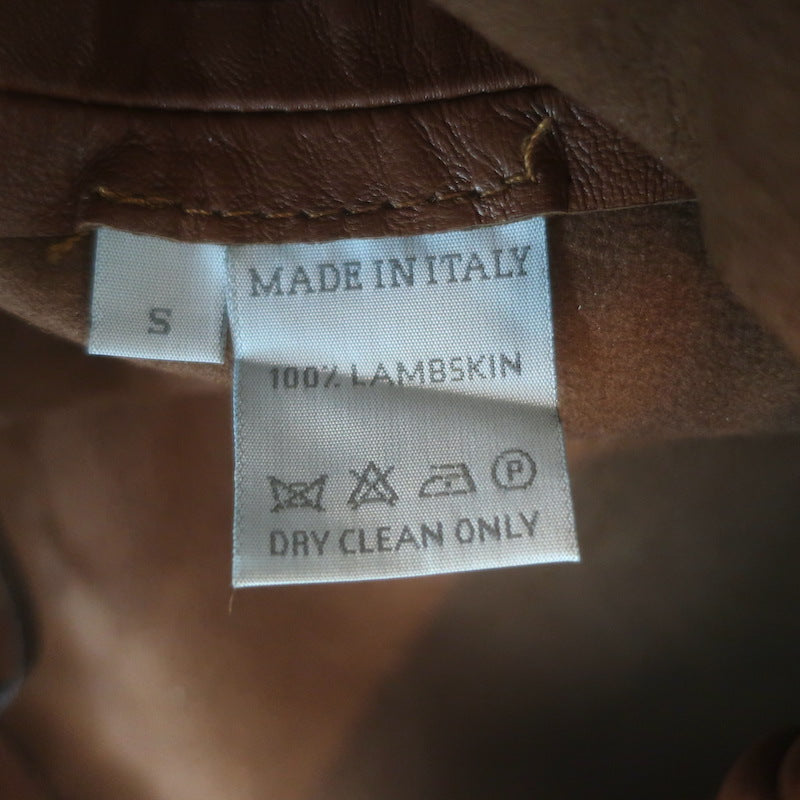 S
MADE IN ITALY
100% LAMBSKIN
P
DRY CLEAN ONLY